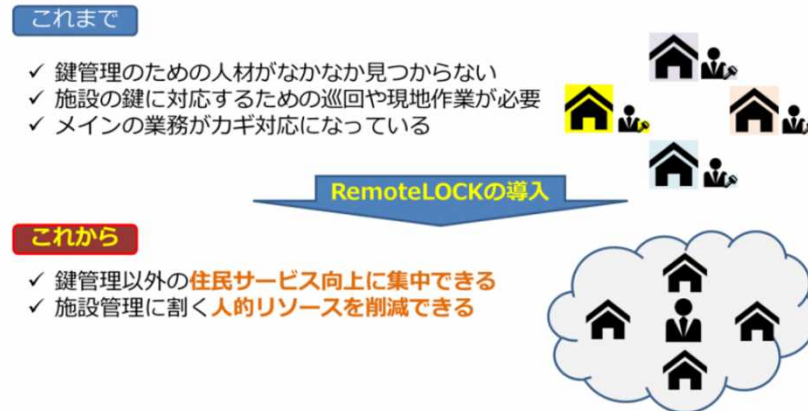 これまで
✓ 鍵管理のための人材がなかなか見つからない
✓ 施設の鍵に対応するための巡回や現地作業が必要
✓ メインの業務がカギ対応になっている
RemoteLOCKの導入
これから
✓ 鍵管理以外の住民サービス向上に集中できる
✓ 施設管理に割く人的リソースを削減できる